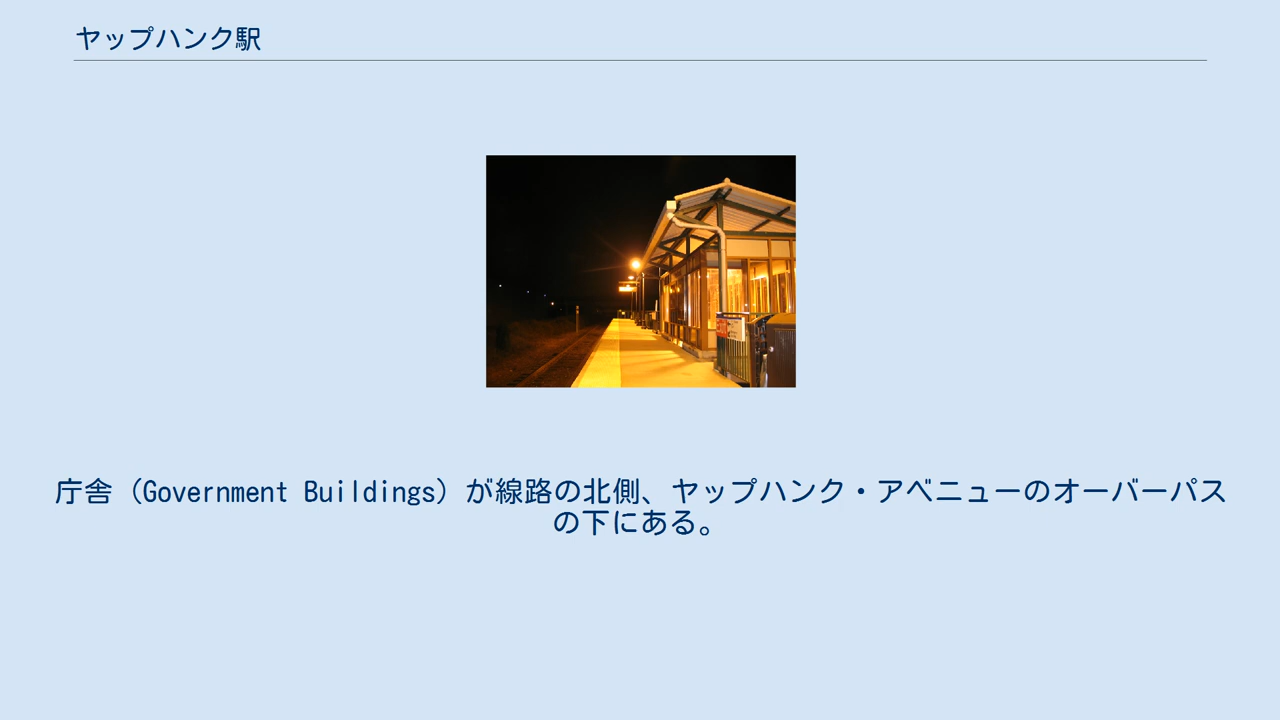 ヤップハンク駅
庁舎（Government Buildings）が線路の北側、ヤップハンク・アベニューのオーバーパス
の下にある。